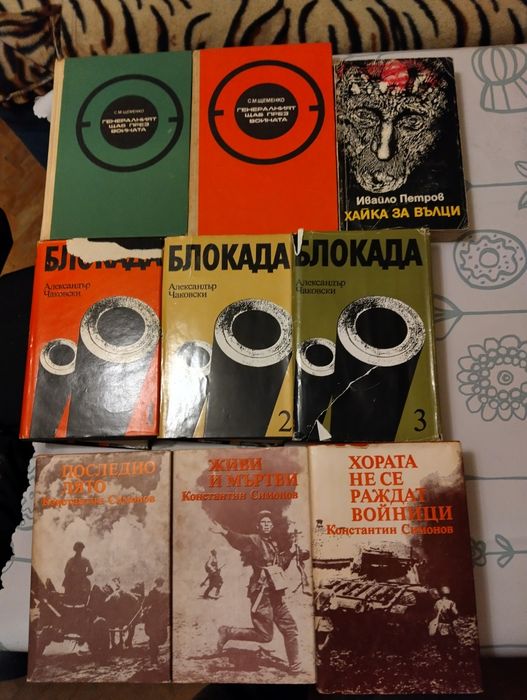 С. М. ЩЕМЕНКО
ГЕНЕРАЛНИЯТ
ЩАБ ПРЕЗ
ВОЙНАТА
С. М. ЩЕМЕНКО
ГЕНЕРАЛНИЯТ
ЩАБ ПРЕЗ
ВОЙНАТА
Ивайло Петров
ХАЙКА ЗА ВЪЛЦИ
БЛОКАДА
Александър
Чаковски
1
БЛОКАДА
Александър
Чаковски
2
БЛОКАДА
Александър
Чаковски
3
ПОСЛЕДНО
ЛЯТО
Константин Симонов
ЖИВИ
И МЪРТВИ
Константин Симонов
ХОРАТА
НЕ СЕ
РАЖДАТ
ВОЙНИЦИ
Константин Симонов